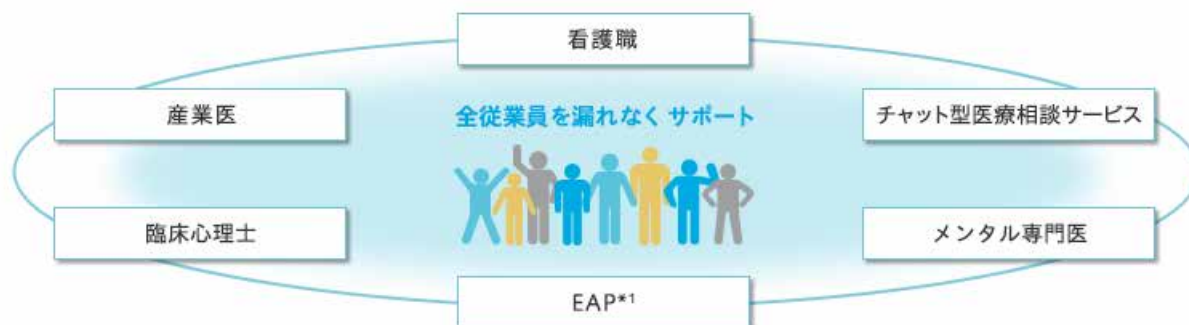 看護職
産業医
全従業員を漏れなくサポート
チャット型医療相談サービス
臨床心理士
メンタル専門医
EAP*1